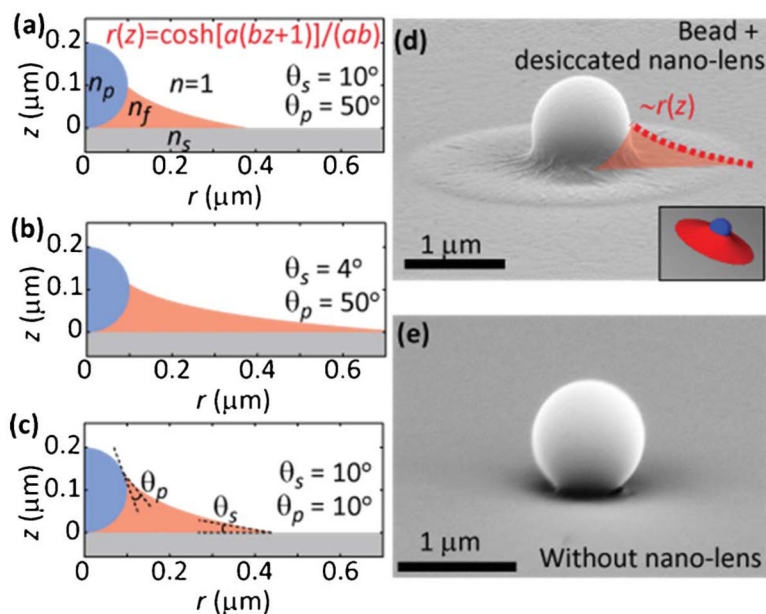 (a)
r(z)=cosh[a(bz+1)]/(ab)
0.2
0.1
0
z (µm)
n_p
n_f
n=1
n_s
θ_s = 10°
θ_p = 50°
0 0.2 0.4 0.6
r (µm)
(b)
0.2
0.1
0
z (µm)
θ_s = 4°
θ_p = 50°
0 0.2 0.4 0.6
r (µm)
(c)
0.2
0.1
0
z (µm)
θ_p
θ_s
θ_s = 10°
θ_p = 10°
0 0.2 0.4 0.6
r (µm)
(d)
Bead +
desiccated nano-lens
~r(z)
1 µm
(e)
1 µm
Without nano-lens